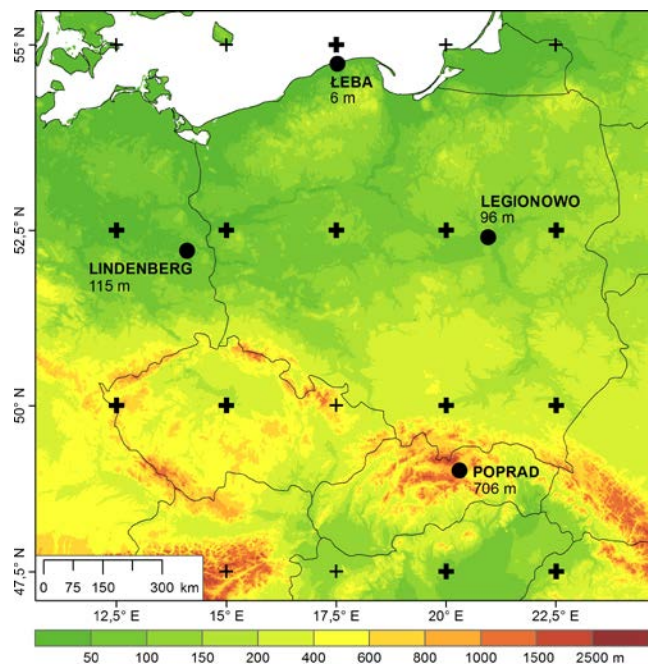 55° N
ŁEBA
6 m
LEGIONOWO
96 m
52,5° N
LINDENBERG
115 m
50° N
POPRAD
706 m
47,5° N
0 75 150 300 km
12,5° E 15° E 17,5° E 20° E 22,5° E
50 100 150 200 400 600 800 1000 1500 2500 m